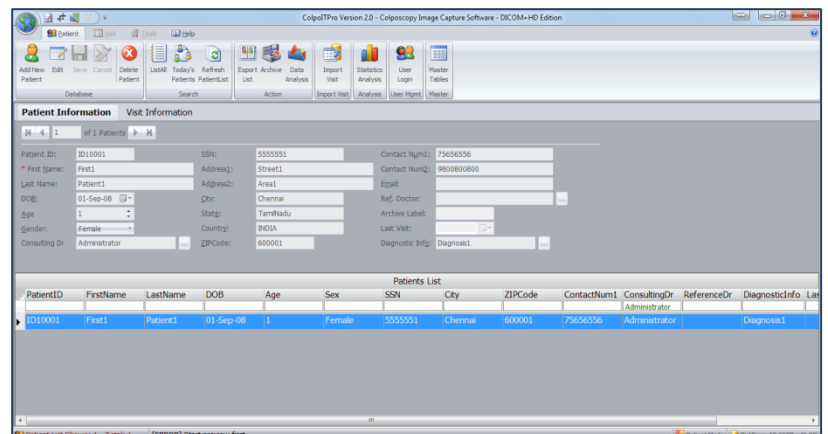 ColpoITPro Version 2.0 - Colposcopy Image Capture Software - DICOM+HD Edition
Patient Visit Tools Help
Add New Patient Edit Save Cancel Delete Patient ListAll Today's Patients Refresh PatientList Export List Archive Data Analysis Import Visit Statistics Analysis User Login Master Tables
Database Search Action Import Visit Analysis User Mgmt Master
Patient Information Visit Information
1 of 1 Patients
Patient ID: ID10001 SSN: 5555551 Contact Num1: 75656556
* First Name: First1 Address1: Street1 Contact Num2: 9800800800
Last Name: Patient1 Address2: Area1 Email:
DOB: 01-Sep-08 City: Chennai Ref. Doctor:
Age 1 State: TamilNadu Archive Label:
Gender: Female Country: INDIA Last Visit:
Consulting Dr Administrator ZIPCode: 600001 Diagnostic Info: Diagnosis1
Patients List
PatientID FirstName LastName DOB Age Sex SSN City ZIPCode ContactNum1 ConsultingDr ReferenceDr DiagnosticInfo Las
Administrator
ID10001 First1 Patient1 01-Sep-08 1 Female 5555551 Chennai 600001 75656556 Administrator Diagnosis1